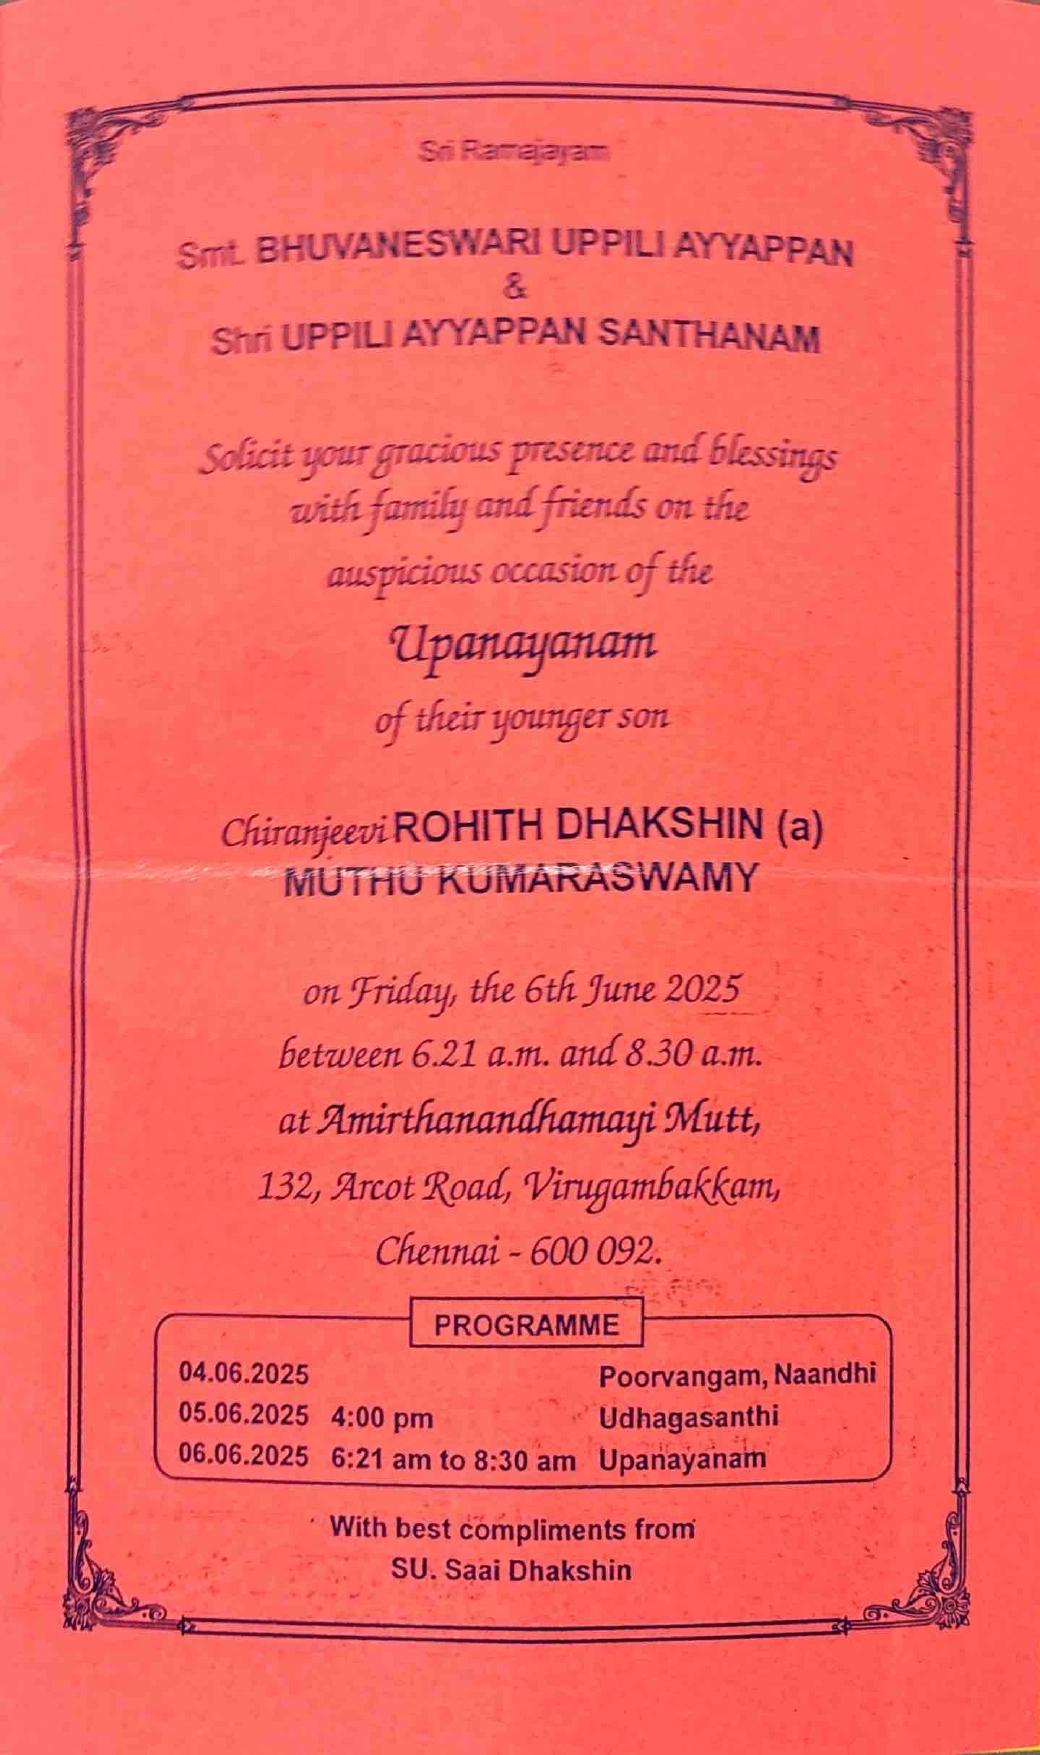 Sri Ramajayam
Smt. BHUVANESWARI UPPILI AYYAPPAN
&
Shri UPPILI AYYAPPAN SANTHANAM
Solicit your gracious presence and blessings
with family and friends on the
auspicious occasion of the
Upanayanam
of their younger son
Chiranjeevi ROHITH DHAKSHIN (a)
MUTHU KUMARASWAMY
on Friday, the 6th June 2025
between 6.21 a.m. and 8.30 a.m.
at Amirthanandhamayi Mutt,
132, Arcot Road, Virugambakkam,
Chennai - 600 092.
PROGRAMME
04.06.2025 Poorvangam, Naandhi
05.06.2025 4:00 pm Udhagasanthi
06.06.2025 6:21 am to 8:30 am Upanayanam
With best compliments from
SU. Saai Dhakshin